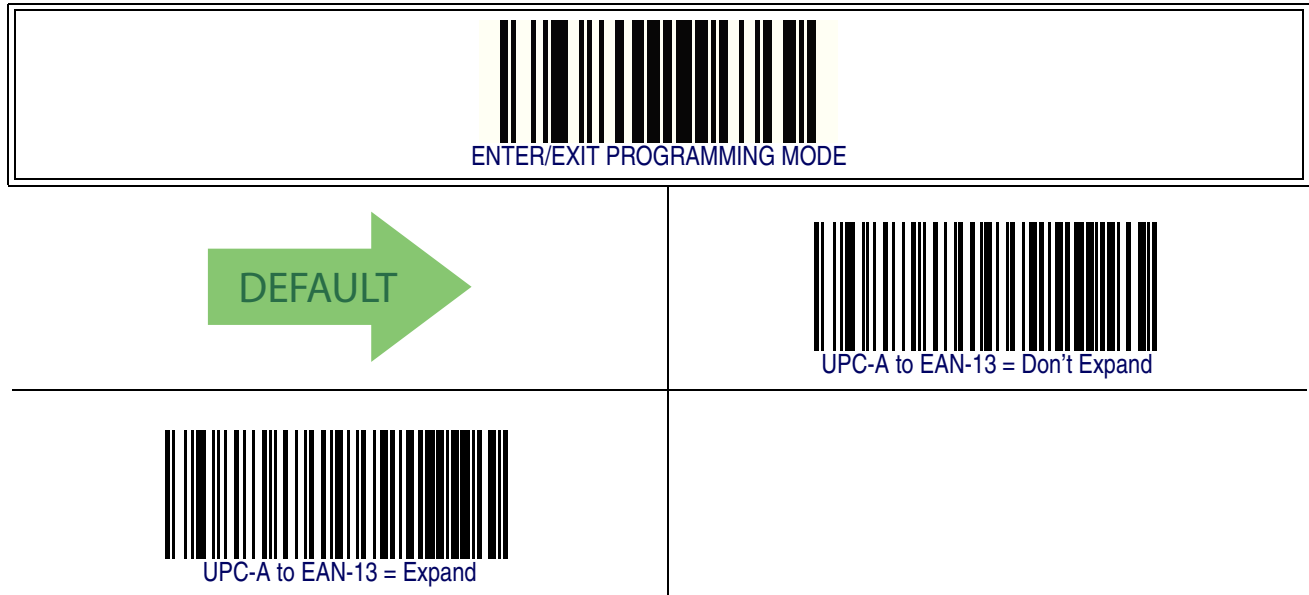 ENTER/EXIT PROGRAMMING MODE
DEFAULT
UPC-A to EAN-13 = Don’t Expand
UPC-A to EAN-13 = Expand